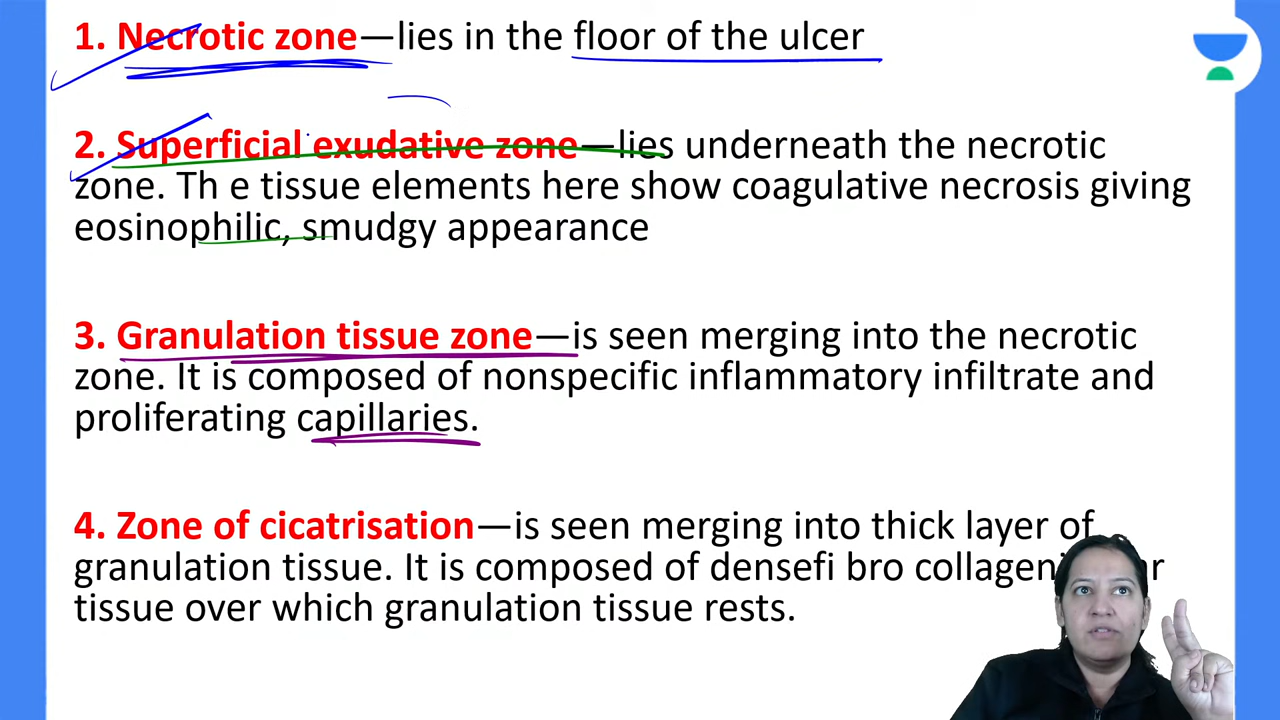 1. Necrotic zone—lies in the floor of the ulcer
2. Superficial exudative zone—lies underneath the necrotic
zone. Th e tissue elements here show coagulative necrosis giving
eosinophilic, smudgy appearance
3. Granulation tissue zone—is seen merging into the necrotic
zone. It is composed of nonspecific inflammatory infiltrate and
proliferating capillaries.
4. Zone of cicatrisation—is seen merging into thick layer of
granulation tissue. It is composed of densefi bro
tissue over which granulation tissue rests.